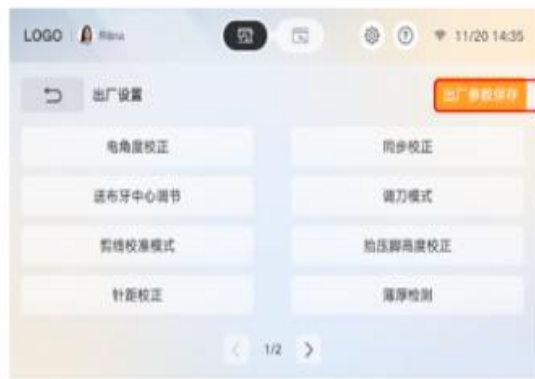 LOGO
11/20 14:35
出厂设置
出厂参数保存
电角度校正
同步校正
送布牙中心调节
调刀模式
剪线校准模式
抬压脚高度校正
针距校正
薄厚检测
1/2